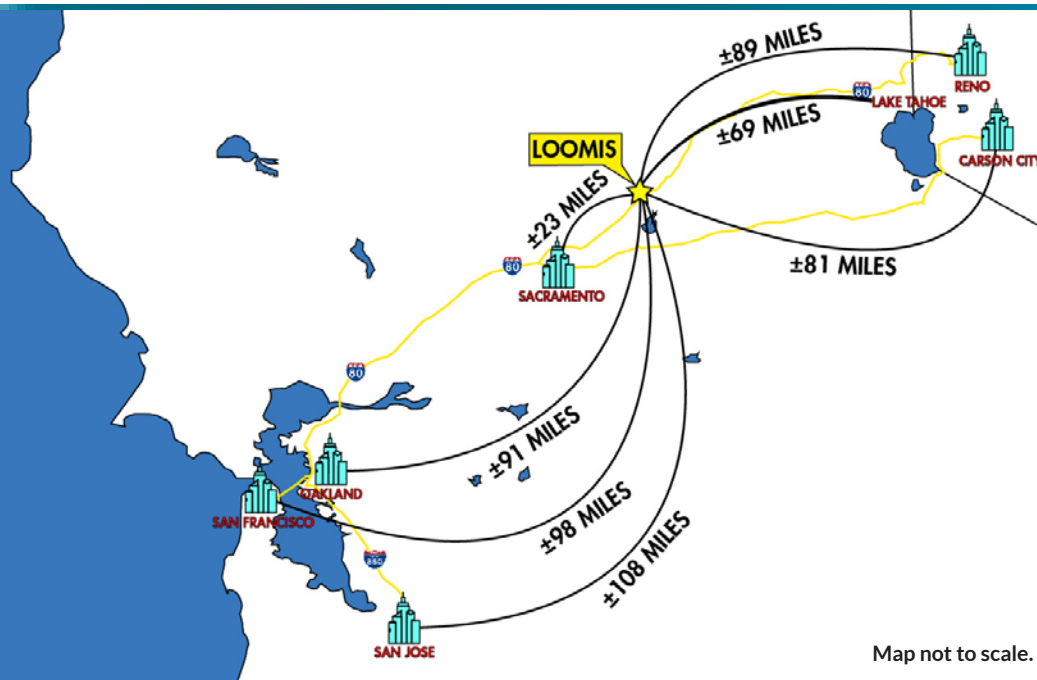 ±89 MILES
RENO
80
LAKE TAHOE
±69 MILES
LOOMIS
CARSON CITY
±23 MILES
±81 MILES
80
SACRAMENTO
80
±91 MILES
OAKLAND
SAN FRANCISCO
±98 MILES
±108 MILES
880
SAN JOSE
Map not to scale.